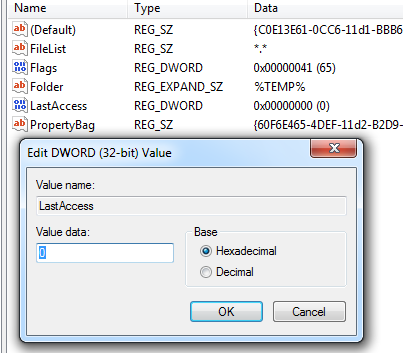 Name Type Data
(Default) REG_SZ {C0E13E61-0CC6-11d1-BBB6
FileList REG_SZ *.*
Flags REG_DWORD 0x00000041 (65)
Folder REG_EXPAND_SZ %TEMP%
LastAccess REG_DWORD 0x00000000 (0)
PropertyBag REG_SZ {60F6E465-4DEF-11d2-B2D9-
Edit DWORD (32-bit) Value
Value name:
LastAccess
Value data:
0
Base
Hexadecimal
Decimal
OK Cancel